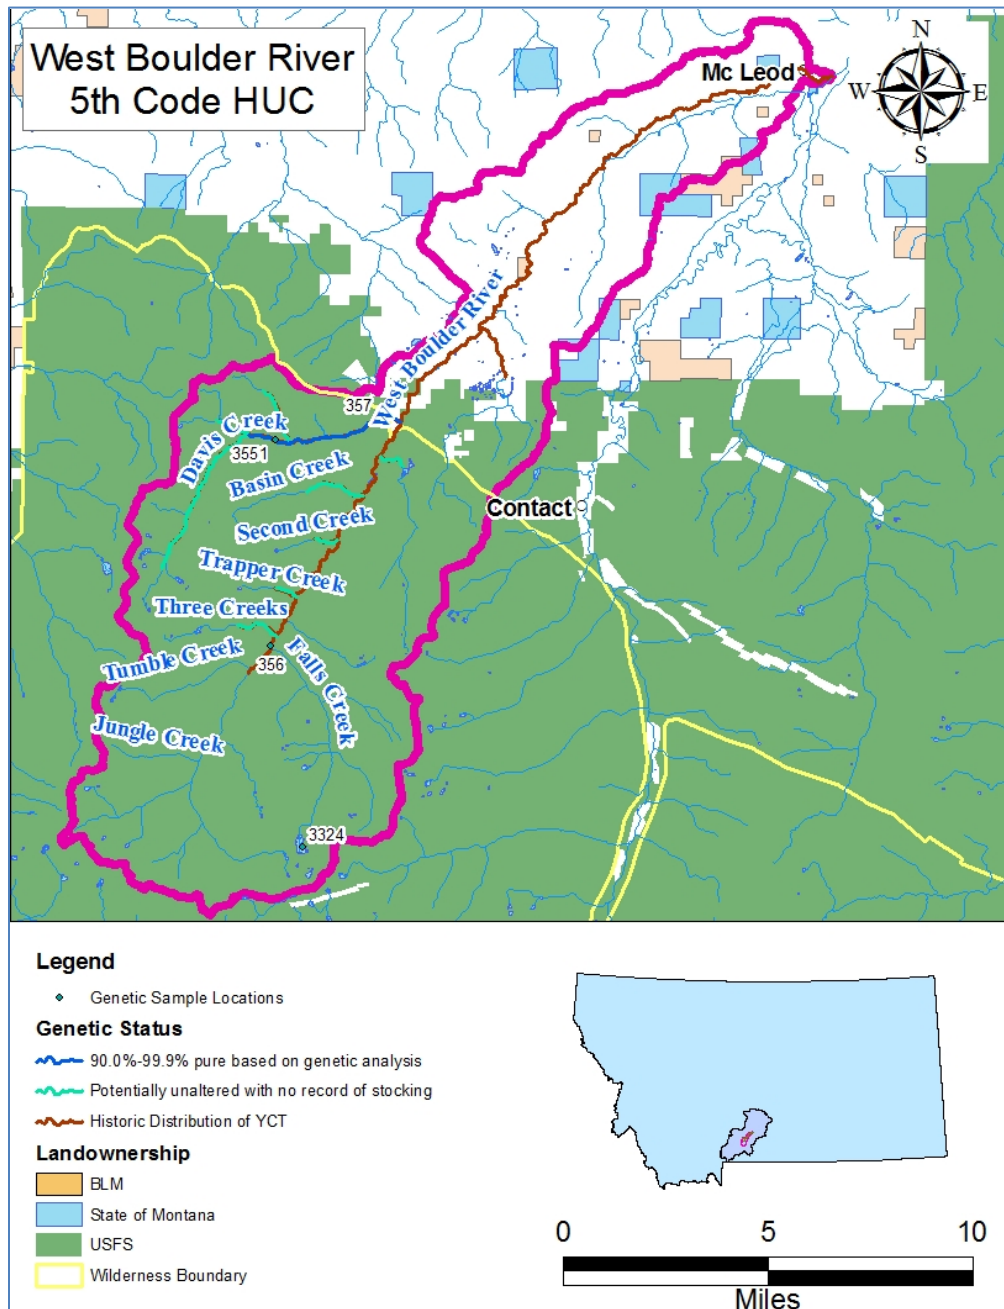 West Boulder River
5th Code HUC
N
Mc Leod
W
E
S
West Boulder River
357
Davis Creek
3551
Basin Creek
Contact
Second Creek
Trapper Creek
Three Creeks
Tumble Creek
356
Falls Creek
Jungle Creek
3324
Legend
Genetic Sample Locations
Genetic Status
90.0%-99.9% pure based on genetic analysis
Potentially unaltered with no record of stocking
Historic Distribution of YCT
Landownership
BLM
State of Montana
USFS
Wilderness Boundary
0
5
10
Miles